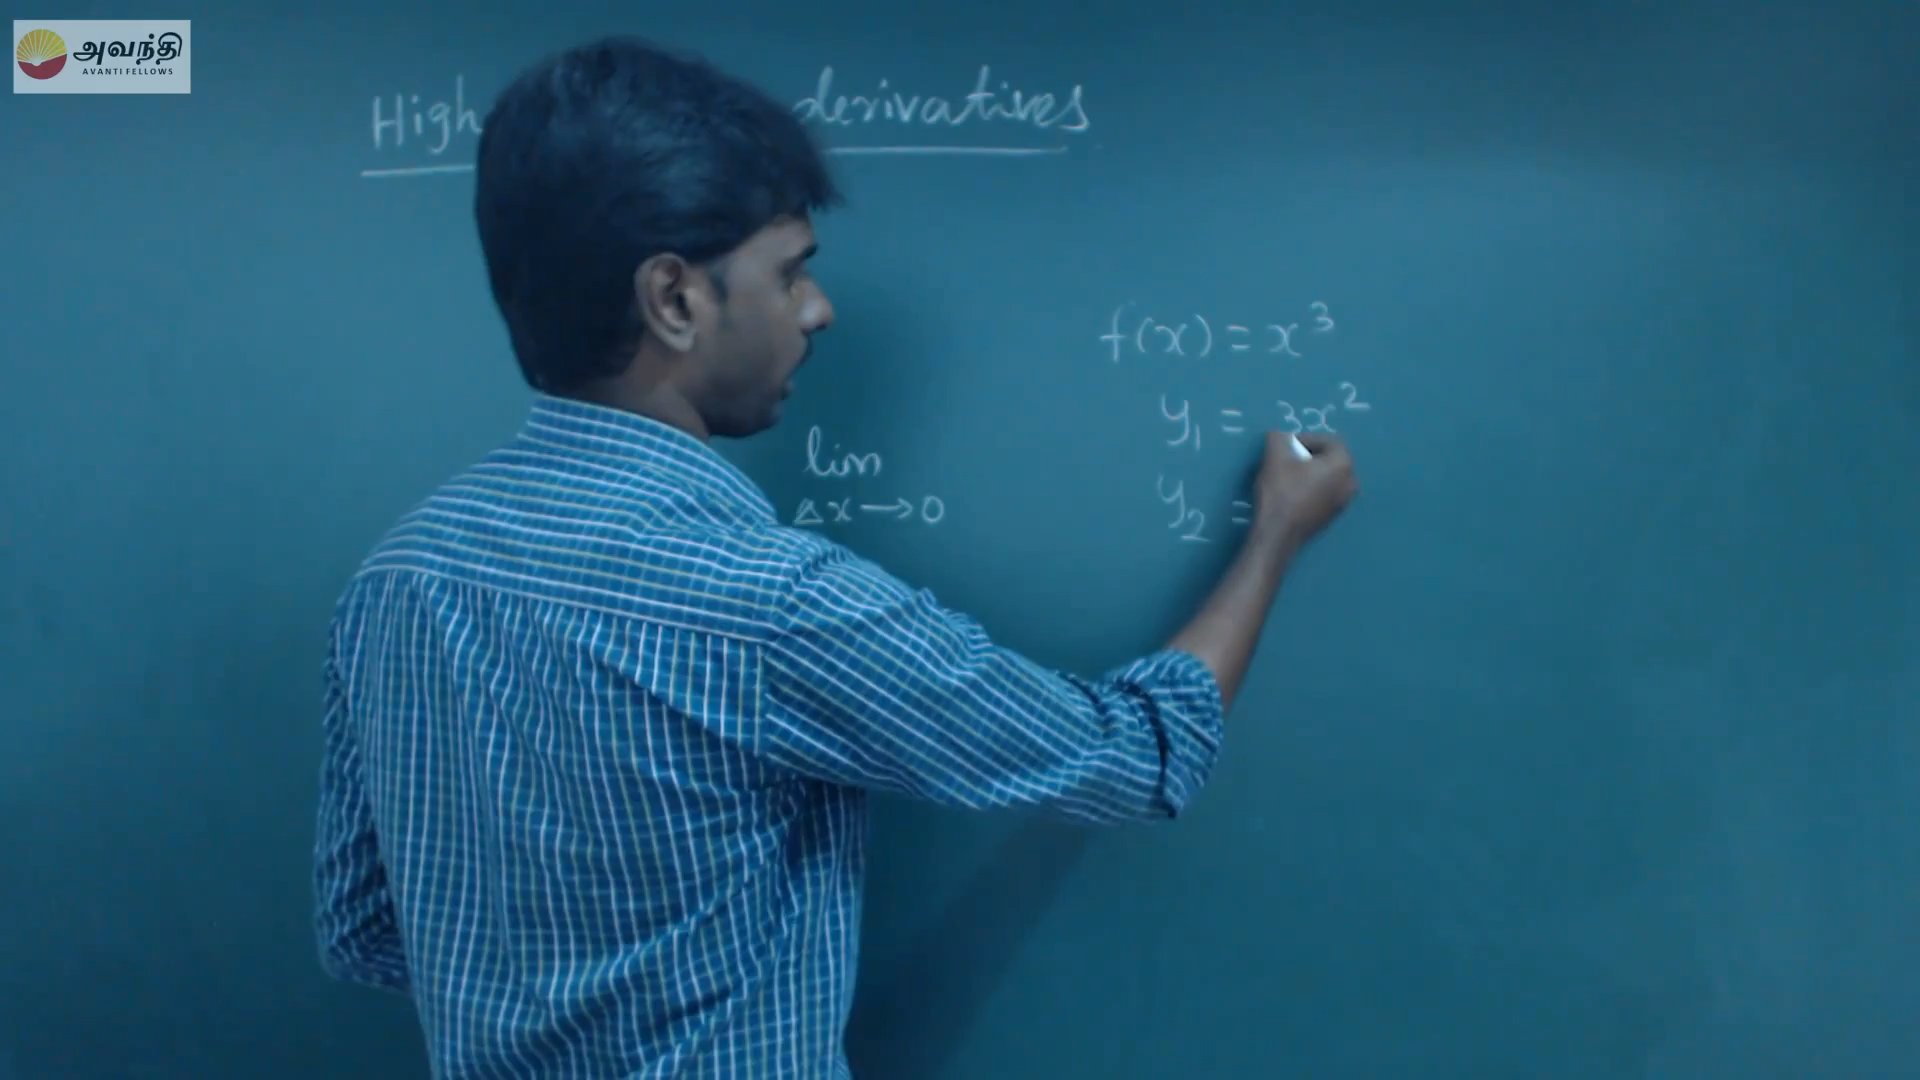 அவந்தி
AVANTI FELLOWS
High derivatives
f(x) = x³
y₁ = 3x²
lim
Δx → 0
y₂ =